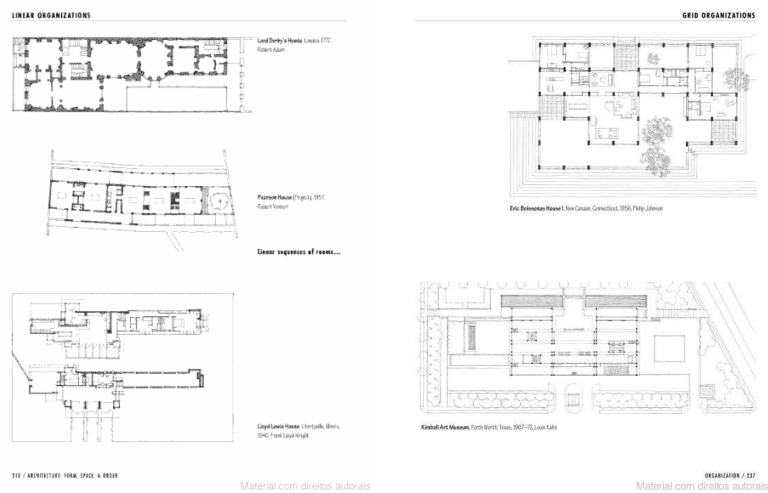 LINEAR ORGANIZATIONS
Lord Derby's House, London, 1777,
Robert Adam
Pearson House (Project), 1957,
Robert Venturi
Linear sequences of rooms...
Lloyd Lewis House, Libertyville, Illinois,
1940, Frank Lloyd Wright
210 / ARCHITECTURE: FORM, SPACE, & ORDER
Material com direitos autorais
GRID ORGANIZATIONS
Eric Boissonas House I, New Canaan, Connecticut, 1956, Philip Johnson
Kimball Art Museum, Forth Worth, Texas, 1967–72, Louis Kahn
ORGANIZATION / 237
Material com direitos autorais